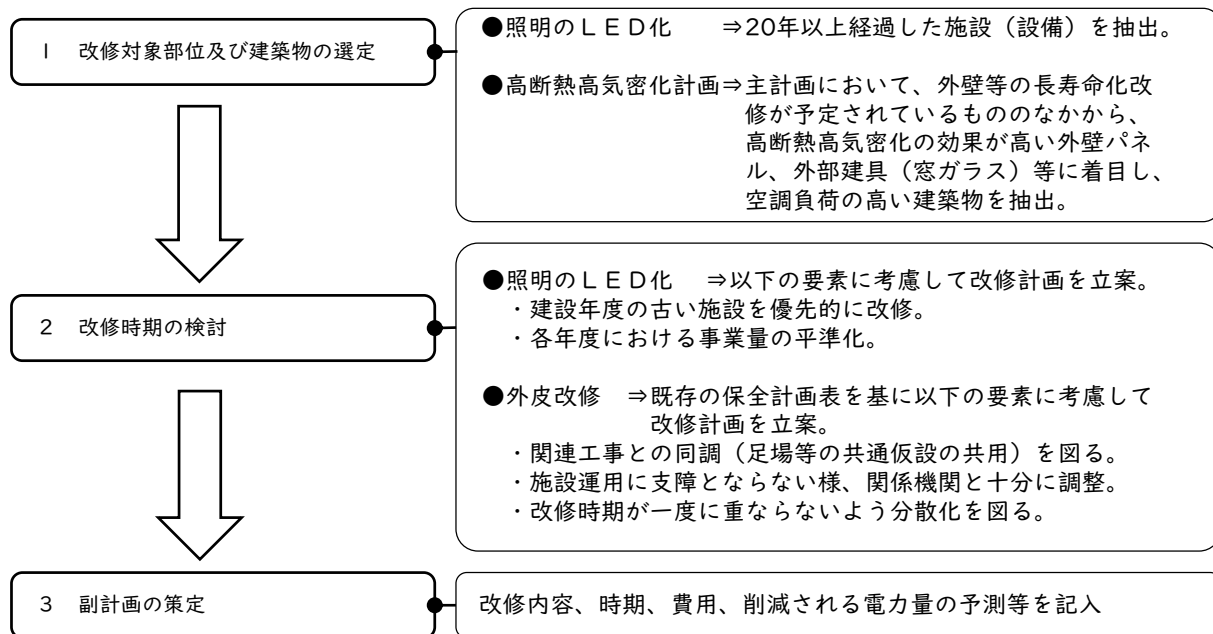 1 改修対象部位及び建築物の選定
●照明のLED化 ⇒20年以上経過した施設（設備）を抽出。
●高断熱高気密化計画⇒主計画において、外壁等の長寿命化改
修が予定されているもののなかから、
高断熱高気密化の効果が高い外壁パネ
ル、外部建具（窓ガラス）等に着目し、
空調負荷の高い建築物を抽出。
2 改修時期の検討
●照明のLED化 ⇒以下の要素に考慮して改修計画を立案。
・建設年度の古い施設を優先的に改修。
・各年度における事業量の平準化。
●外皮改修 ⇒既存の保全計画表を基に以下の要素に考慮して
改修計画を立案。
・関連工事との同調（足場等の共通仮設の共用）を図る。
・施設運用に支障とならない様、関係機関と十分に調整。
・改修時期が一度に重ならないよう分散化を図る。
3 副計画の策定
改修内容、時期、費用、削減される電力量の予測等を記入